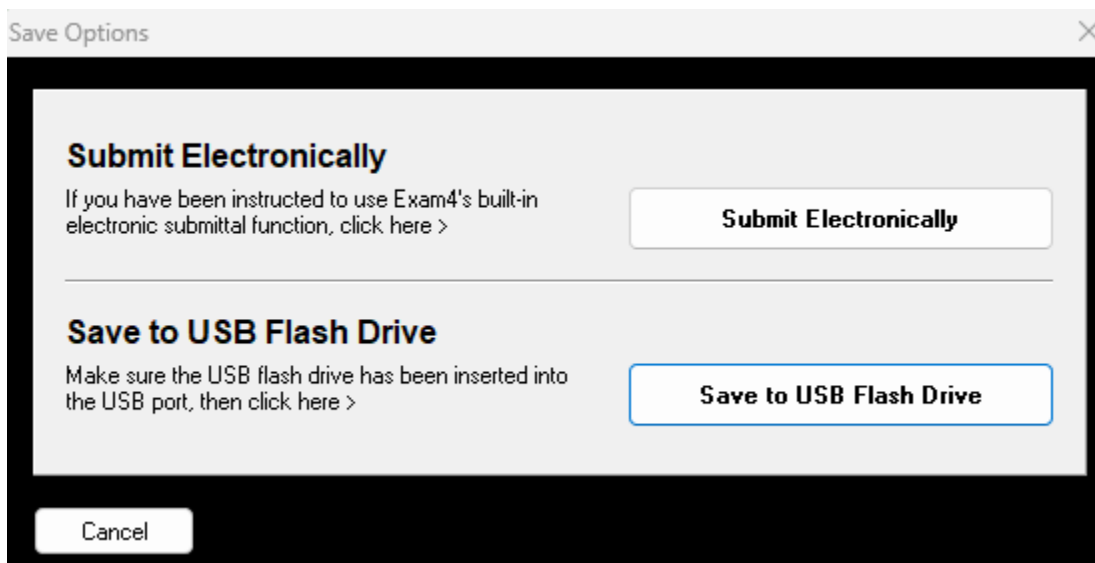 Save Options
Submit Electronically
If you have been instructed to use Exam4's built-in
electronic submittal function, click here >
Submit Electronically
Save to USB Flash Drive
Make sure the USB flash drive has been inserted into
the USB port, then click here >
Save to USB Flash Drive
Cancel